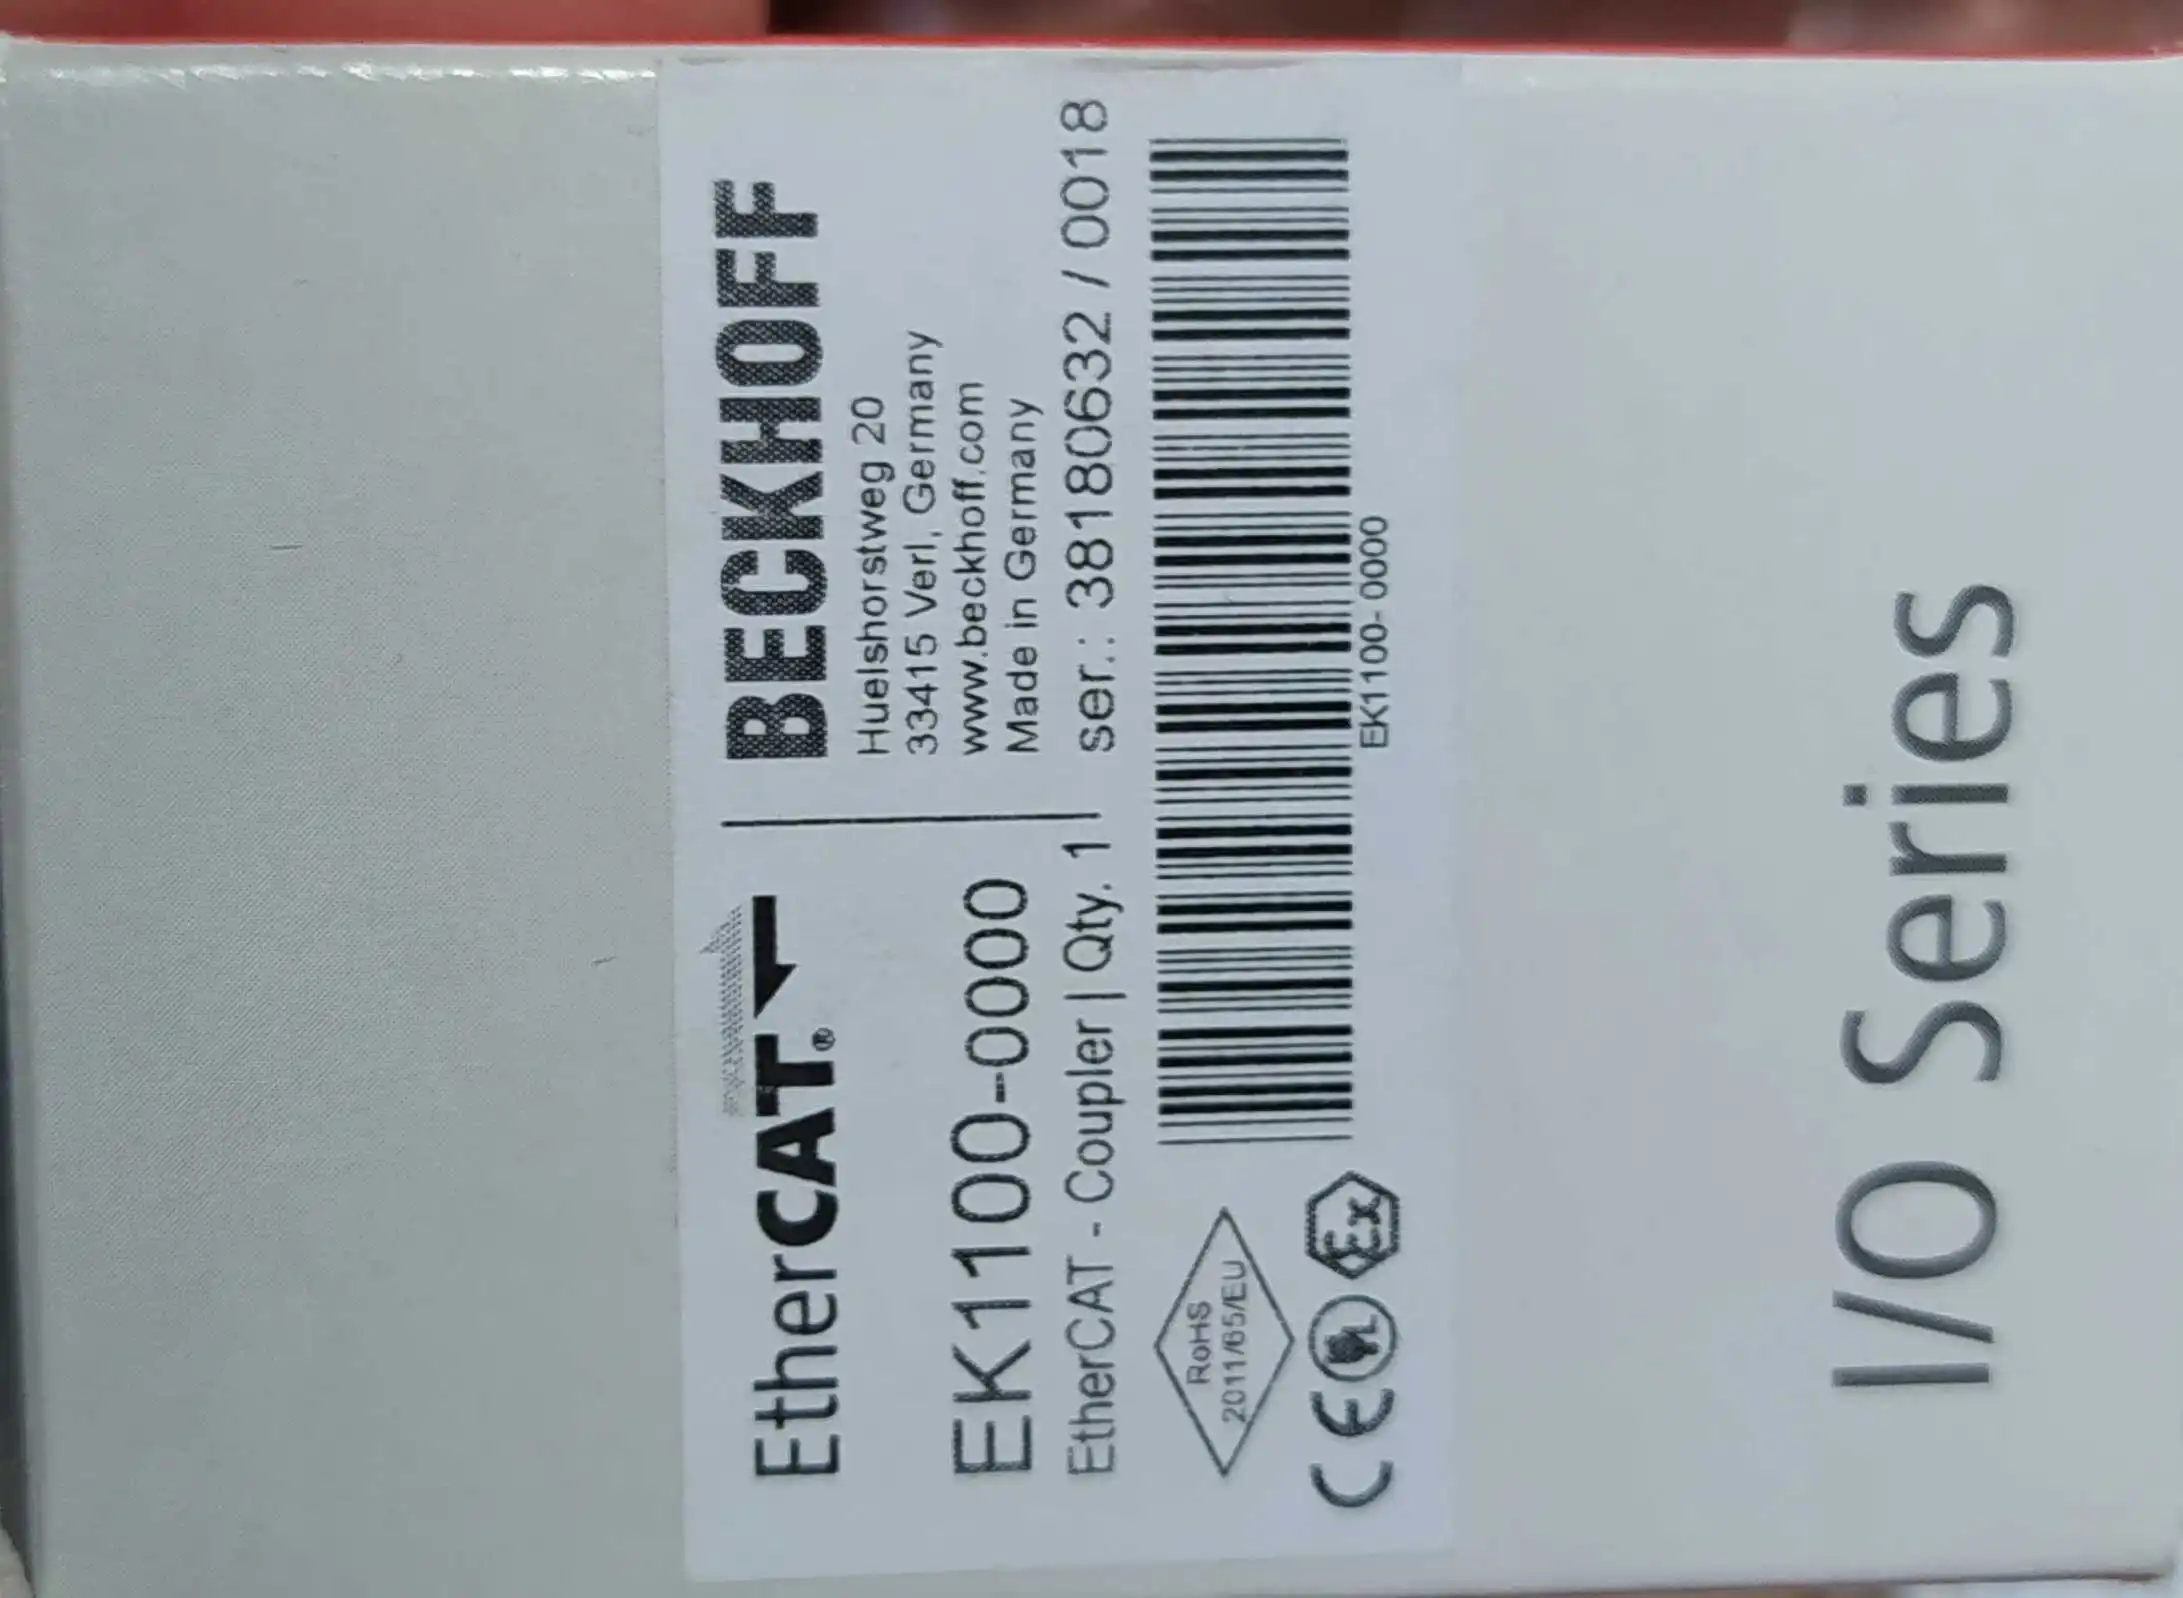 EtherCAT®
BECKHOFF
Huelshorstweg 20
33415 Verl, Germany
www.beckhoff.com
Made in Germany
EK1100-0000
EtherCAT - Coupler | Qty. 1
ser.: 38180632 / 0018
EK1100- 0000
RoHS
2011/65/EU
CE
UL
Ex
I/O Series